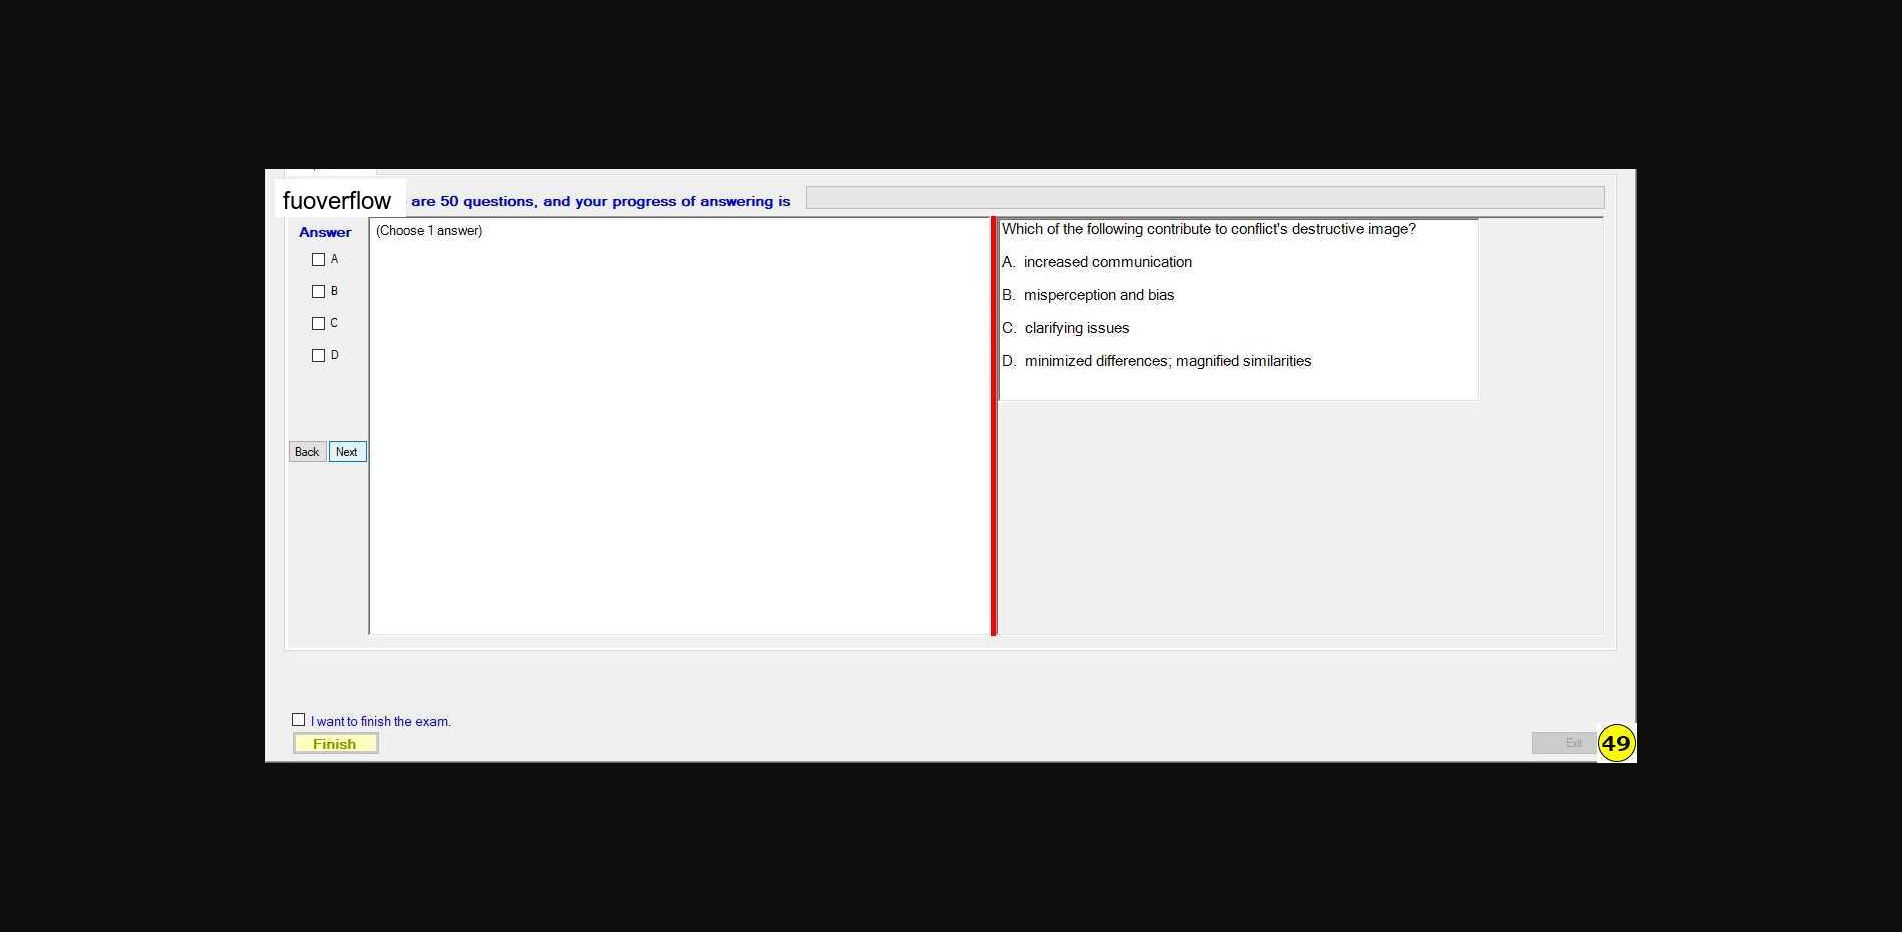 fuoverflow are 50 questions, and your progress of answering is
Answer
A
B
C
D
Back Next
(Choose 1 answer)
Which of the following contribute to conflict's destructive image?
A. increased communication
B. misperception and bias
C. clarifying issues
D. minimized differences; magnified similarities
I want to finish the exam.
Finish
Exit
49